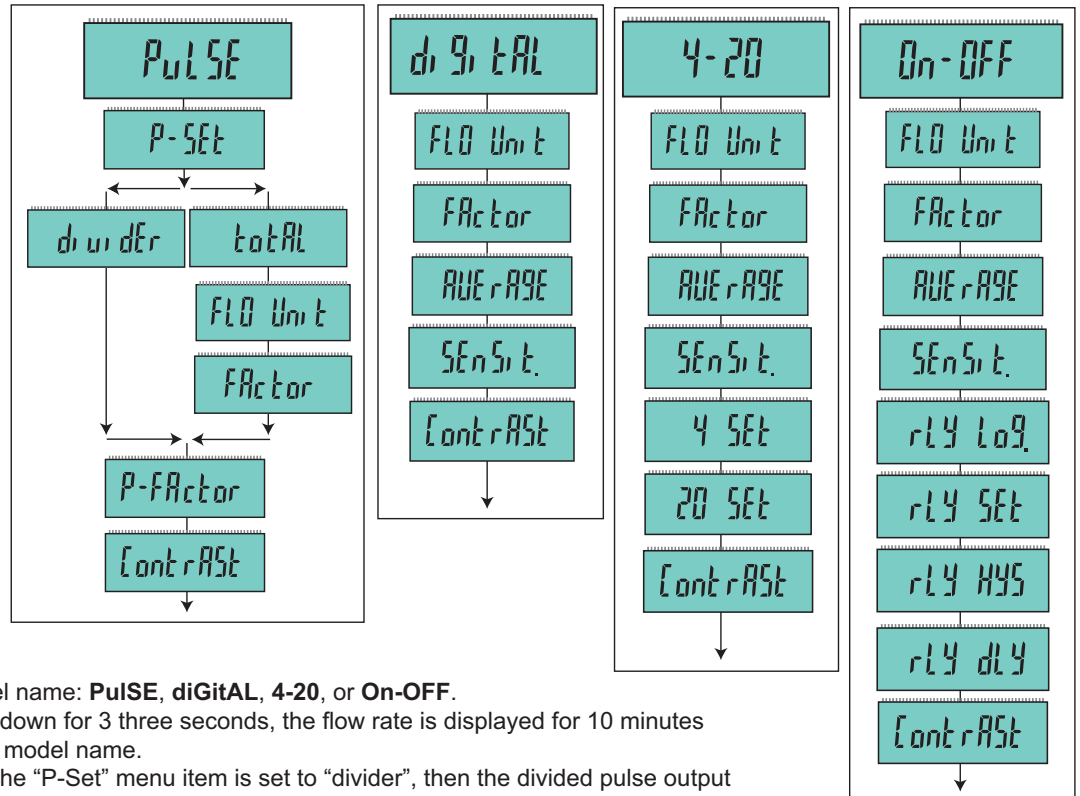 PulSE
P-SEt
dividEr
totAL
FLO Unit
FActor
P-FActor
ContrASt
diGitAL
FLO Unit
FActor
AVErAGE
SEnSit.
ContrASt
4-20
FLO Unit
FActor
AVErAGE
SEnSit.
4 SEt
20 SEt
ContrASt
On-OFF
FLO Unit
FActor
AVErAGE
SEnSit.
rLY LoG.
rLY SEt
rLY HYS
rLY dLY
ContrASt
el name: PulSE, diGitAL, 4-20, or On-OFF.
down for 3 three seconds, the flow rate is displayed for 10 minutes
model name.
he “P-Set” menu item is set to “divider”, then the divided pulse output